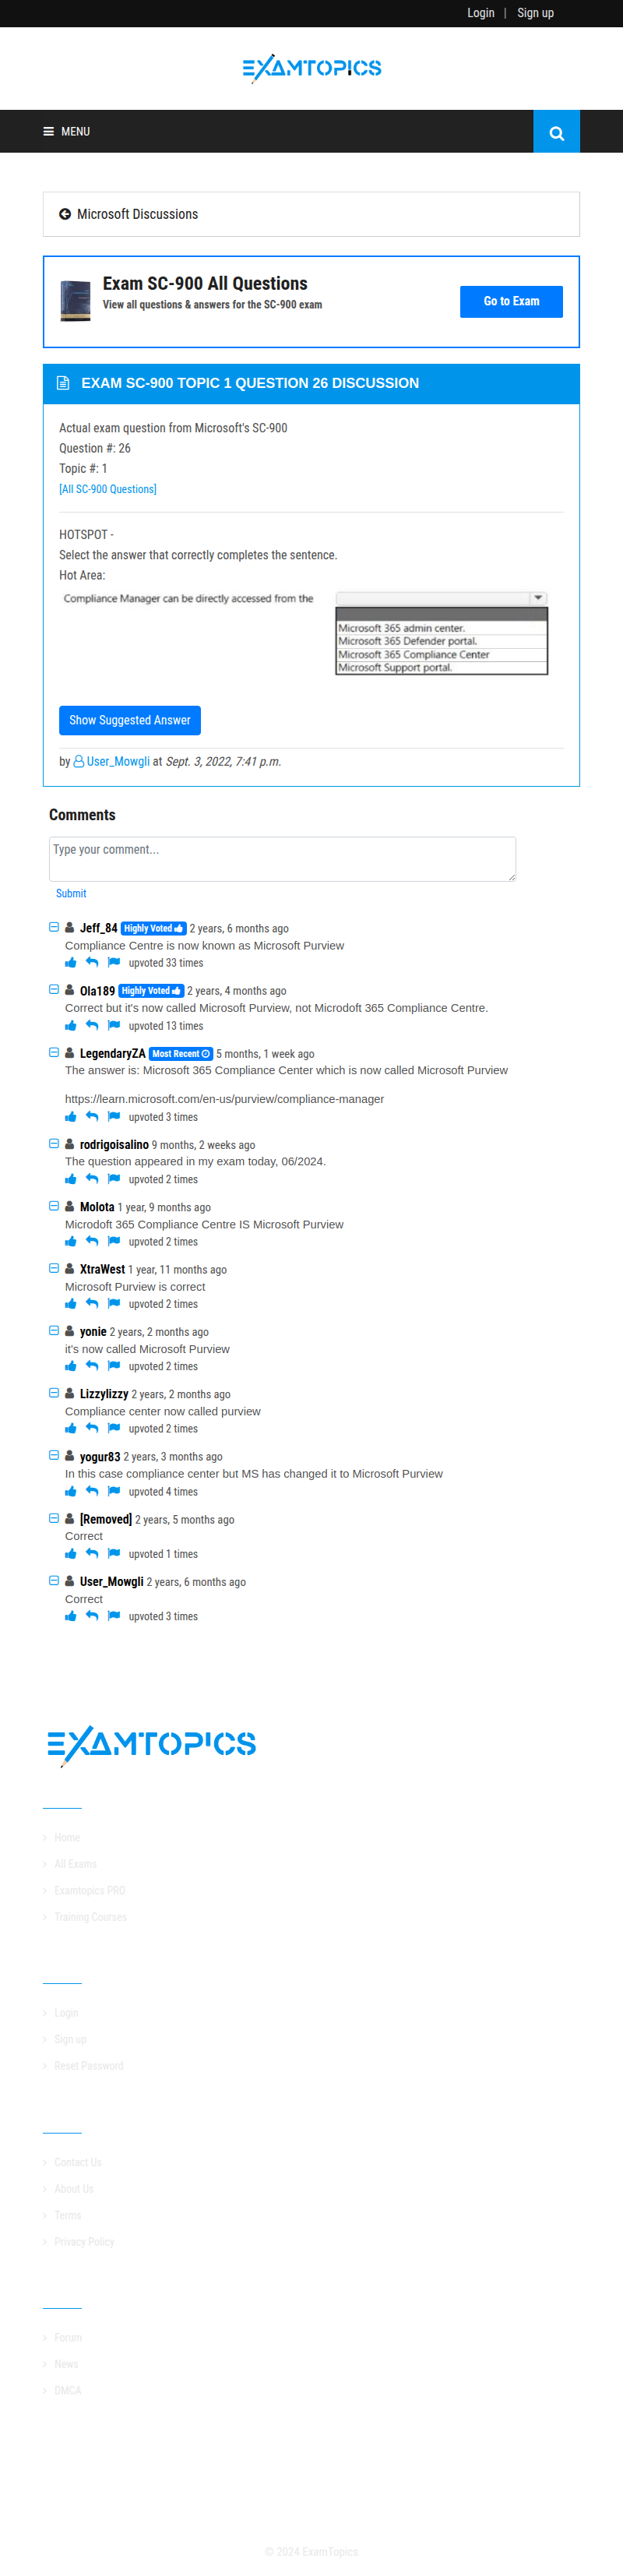 Login | Sign up
EXAMTOPICS
MENU
Microsoft Discussions
Exam SC-900 All Questions
View all questions & answers for the SC-900 exam
Go to Exam
EXAM SC-900 TOPIC 1 QUESTION 26 DISCUSSION
Actual exam question from Microsoft's SC-900
Question #: 26
Topic #: 1
[All SC-900 Questions]
HOTSPOT -
Select the answer that correctly completes the sentence.
Hot Area:
Compliance Manager can be directly accessed from the
Microsoft 365 admin center.
Microsoft 365 Defender portal.
Microsoft 365 Compliance Center
Microsoft Support portal.
Show Suggested Answer
by User_Mowgli at Sept. 3, 2022, 7:41 p.m.
Comments
Type your comment...
Submit
Jeff_84 Highly Voted 2 years, 6 months ago
Compliance Centre is now known as Microsoft Purview
upvoted 33 times
Ola189 Highly Voted 2 years, 4 months ago
Correct but it's now called Microsoft Purview, not Microdoft 365 Compliance Centre.
upvoted 13 times
LegendaryZA Most Recent 5 months, 1 week ago
The answer is: Microsoft 365 Compliance Center which is now called Microsoft Purview
https://learn.microsoft.com/en-us/purview/compliance-manager
upvoted 3 times
rodrigoisalino 9 months, 2 weeks ago
The question appeared in my exam today, 06/2024.
upvoted 2 times
Molota 1 year, 9 months ago
Microdoft 365 Compliance Centre IS Microsoft Purview
upvoted 2 times
XtraWest 1 year, 11 months ago
Microsoft Purview is correct
upvoted 2 times
yonie 2 years, 2 months ago
it's now called Microsoft Purview
upvoted 2 times
Lizzylizzy 2 years, 2 months ago
Compliance center now called purview
upvoted 2 times
yogur83 2 years, 3 months ago
In this case compliance center but MS has changed it to Microsoft Purview
upvoted 4 times
[Removed] 2 years, 5 months ago
Correct
upvoted 1 times
User_Mowgli 2 years, 6 months ago
Correct
upvoted 3 times
EXAMTOPICS
Home
All Exams
Examtopics PRO
Training Courses
Login
Sign up
Reset Password
Contact Us
About Us
Terms
Privacy Policy
Forum
News
DMCA
© 2024 ExamTopics